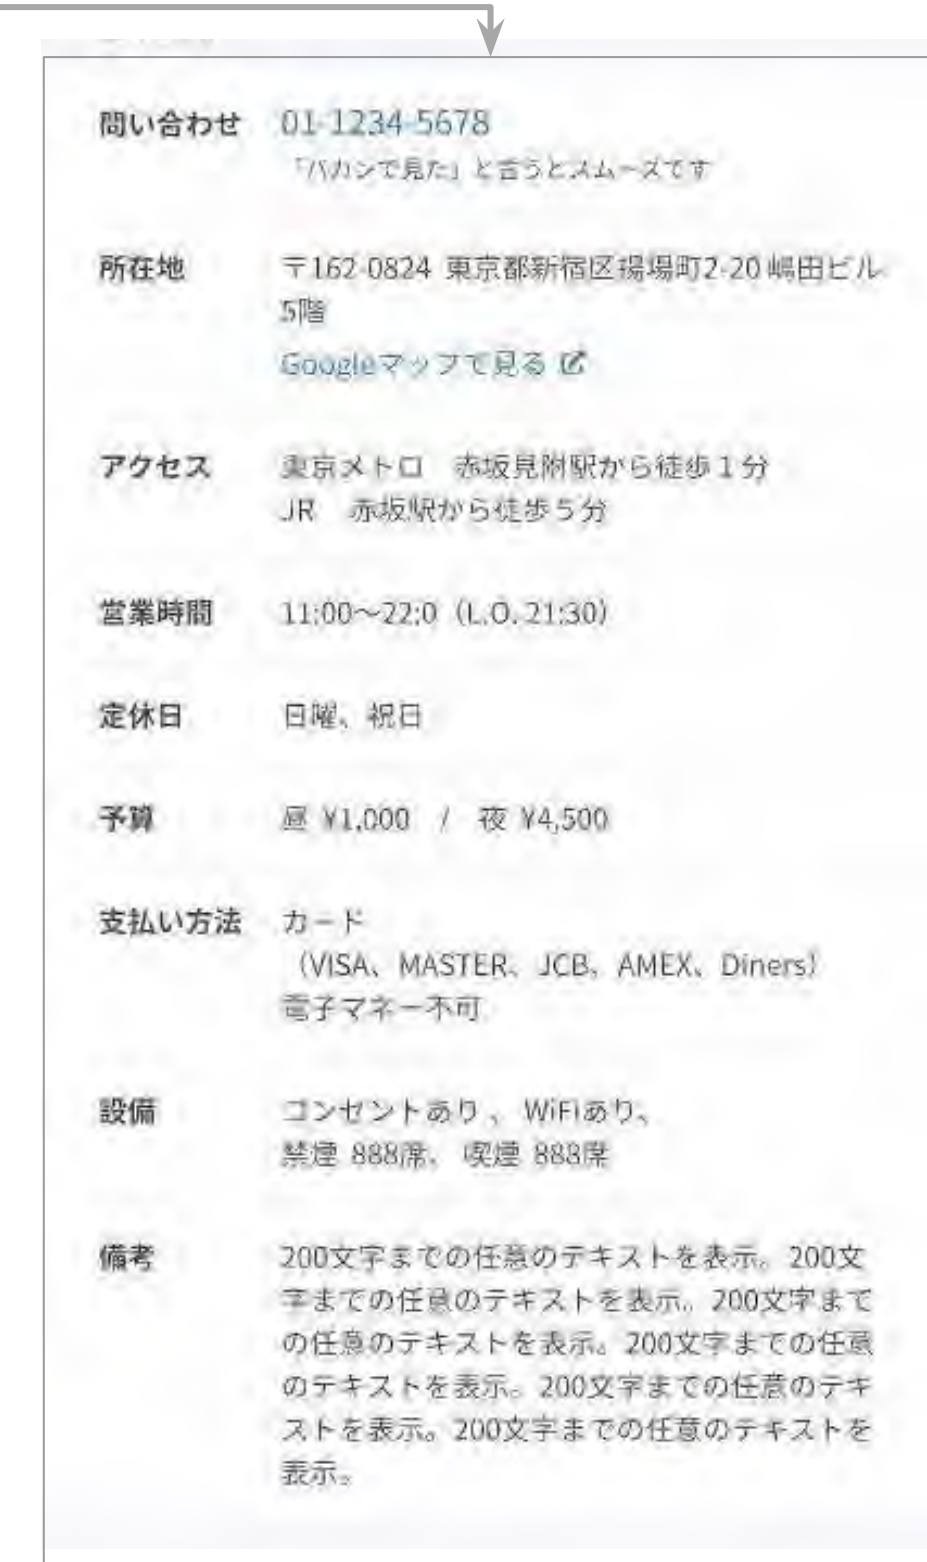 問い合わせ 01-1234-5678
「バカンで見た」と言うとスムーズです
所在地 〒162-0824 東京都新宿区揚場町2-20 嶋田ビル
5階
Googleマップで見る
アクセス 東京メトロ 赤坂見附駅から徒歩1分
JR 赤坂駅から徒歩5分
営業時間 11:00～22:0（L.O. 21:30）
定休日 日曜、祝日
予算 昼 ¥1,000 / 夜 ¥4,500
支払い方法 カード
（VISA、MASTER、JCB、AMEX、Diners）
電子マネー不可
設備 コンセントあり 、 WiFiあり、
禁煙 888席、 喫煙 888席
備考 200文字までの任意のテキストを表示。200文
字までの任意のテキストを表示。200文字まで
の任意のテキストを表示。200文字までの任意
のテキストを表示。200文字までの任意のテキ
ストを表示。200文字までの任意のテキストを
表示。